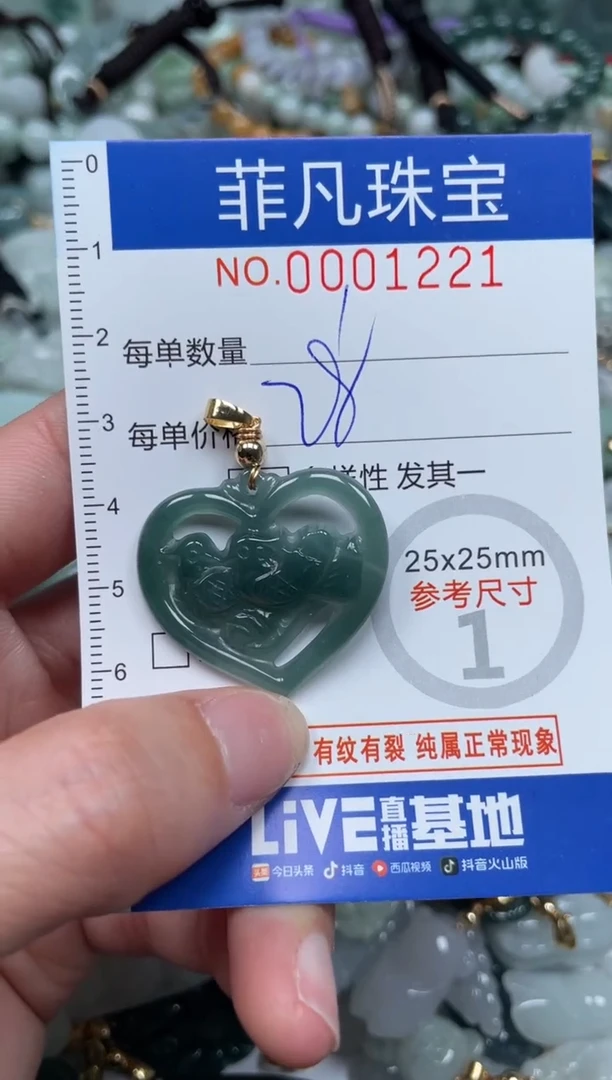 0
菲凡珠宝
1
NO.0001221
2
每单数量
3
每单价格
28
样性 发其一
4
25x25mm
5
参考尺寸
1
6
有纹有裂 纯属正常现象
LiVE直播基地
头条 今日头条 抖音 西瓜视频 抖音火山版